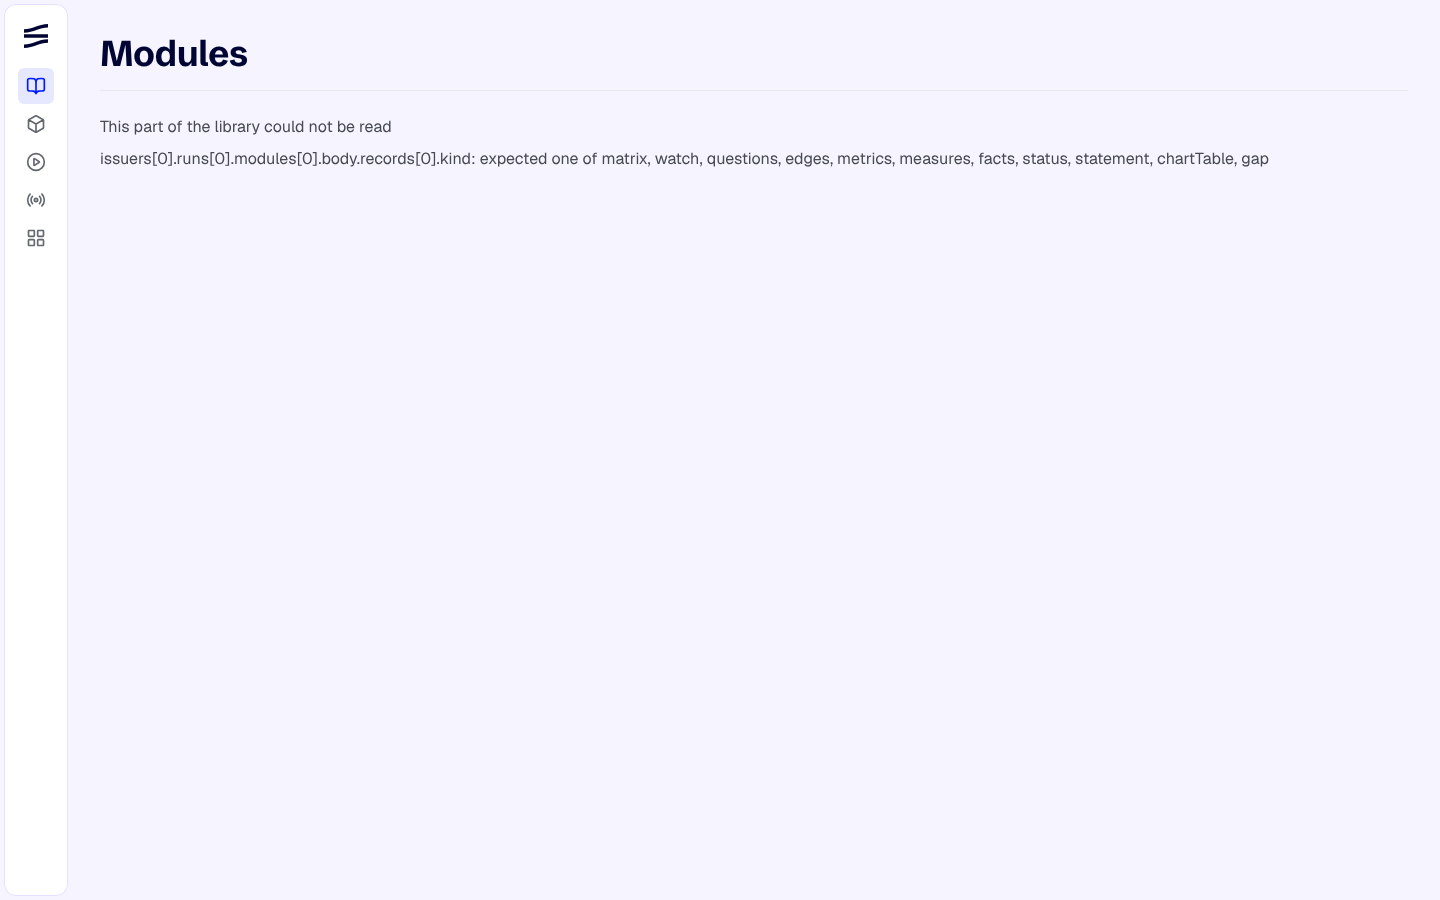 Modules
This part of the library could not be read
issuers[0].runs[0].modules[0].body.records[0].kind: expected one of matrix, watch, questions, edges, metrics, measures, facts, status, statement, chartTable, gap